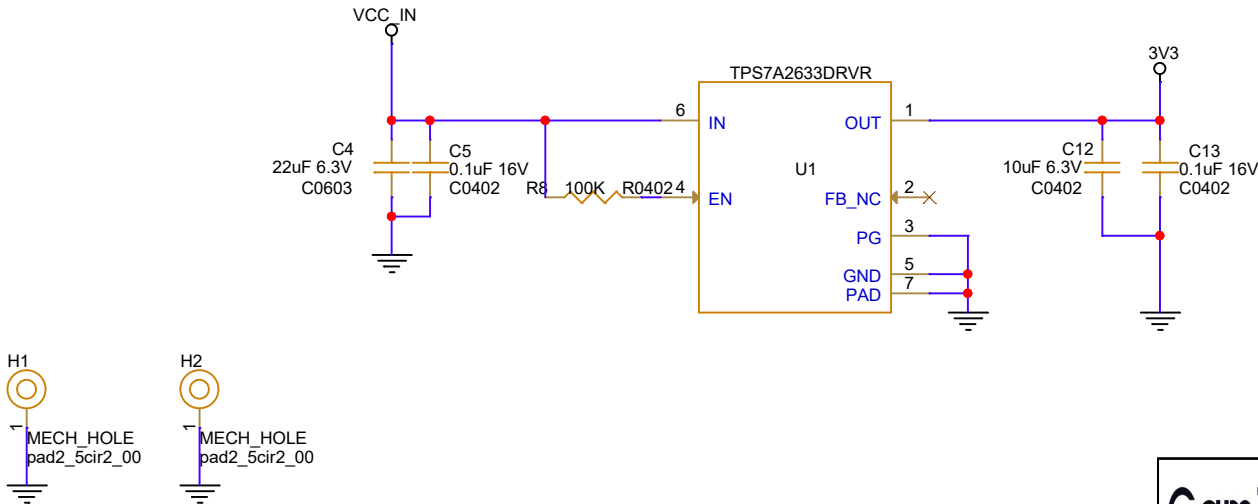 VCC_IN
3V3
TPS7A2633DRVR
6
IN
OUT
1
C4
22uF 6.3V
C0603
C5
0.1uF 16V
C0402
U1
C12
10uF 6.3V
C0402
C13
0.1uF 16V
C0402
R8 100K R0402
4
EN
FB_NC
2
PG
3
GND
5
PAD
7
H1
1
MECH_HOLE
pad2_5cir2_00
H2
1
MECH_HOLE
pad2_5cir2_00